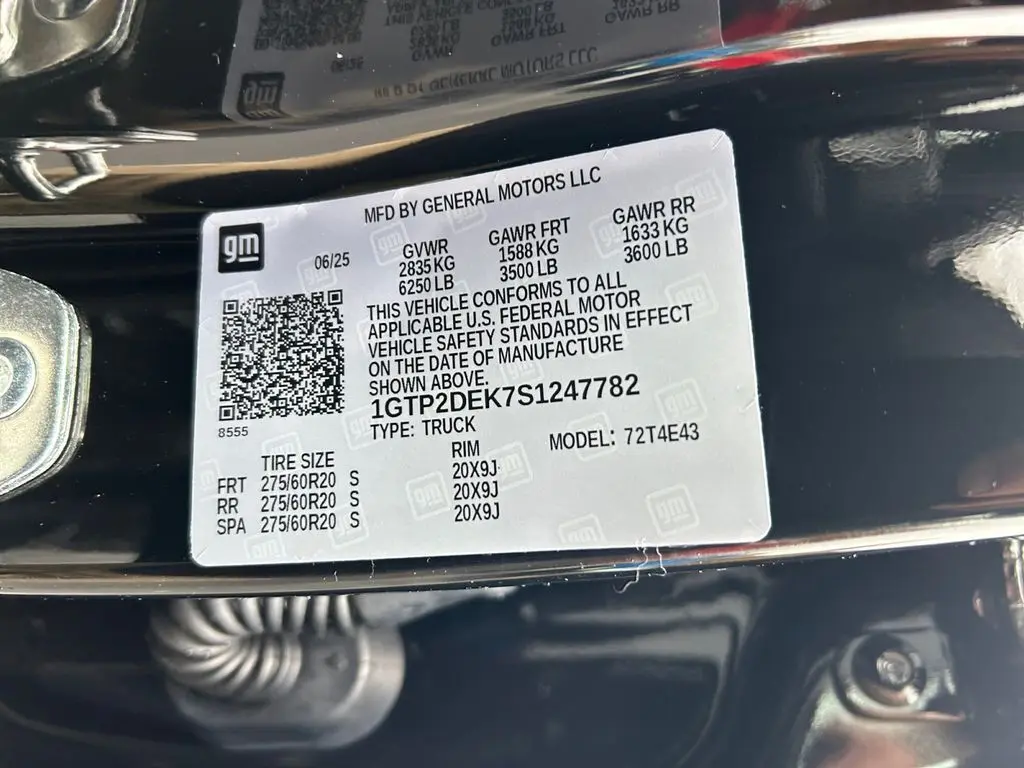 MFD BY GENERAL MOTORS LLC
gm
06/25
GVWR GAWR FRT GAWR RR
2835 KG 1588 KG 1633 KG
6250 LB 3500 LB 3600 LB
THIS VEHICLE CONFORMS TO ALL
APPLICABLE U.S. FEDERAL MOTOR
VEHICLE SAFETY STANDARDS IN EFFECT
ON THE DATE OF MANUFACTURE
SHOWN ABOVE.
8555
1GTP2DEK7S1247782
TYPE: TRUCK
MODEL: 72T4E43
TIRE SIZE RIM
FRT 275/60R20 S 20X9J
RR 275/60R20 S 20X9J
SPA 275/60R20 S 20X9J